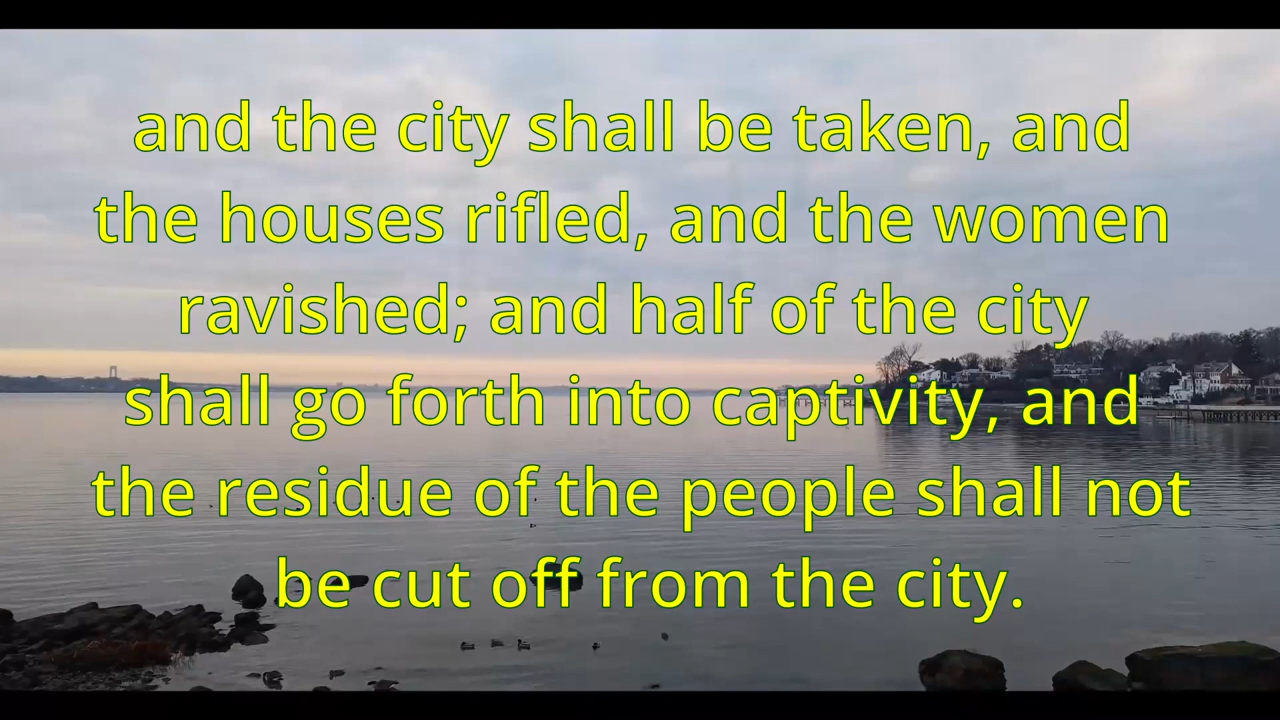 and the city shall be taken, and
the houses rifled, and the women
ravished; and half of the city
shall go forth into captivity, and
the residue of the people shall not
be cut off from the city.